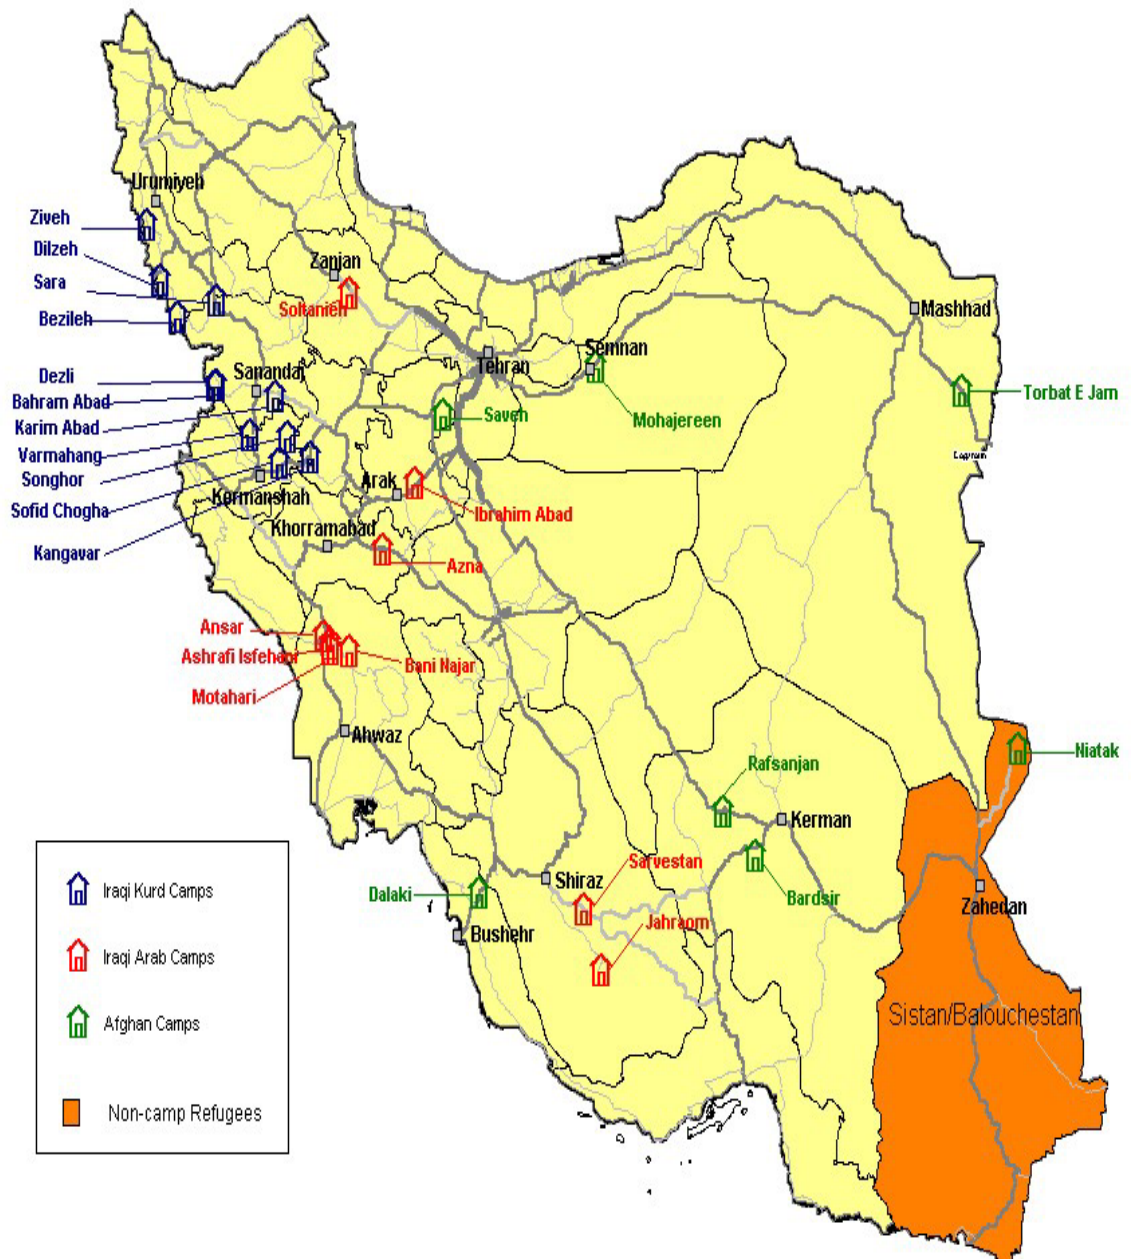 Urumiyeh
Ziveh
Dilzeh
Sara
Bezileh
Zanjan
Soltanieh
Mashhad
Tehran
Semnan
Dezli
Sanandaj
Bahram Abad
Karim Abad
Varmahang
Songhor
Sofid Chogha
Kangavar
Saveh
Mohajereen
Torbat E Jam
Kermanshah
Arak
Ibrahim Abad
Khorramabad
Azna
Ansar
Ashrafi Isfehani
Bani Najar
Motahari
Ahwaz
Niatak
Rafsanjan
Kerman
Sarvestan
Bardsir
Shiraz
Dalaki
Jahraom
Bushehr
Zahedan
Sistan/Balouchestan
Iraqi Kurd Camps
Iraqi Arab Camps
Afghan Camps
Non-camp Refugees